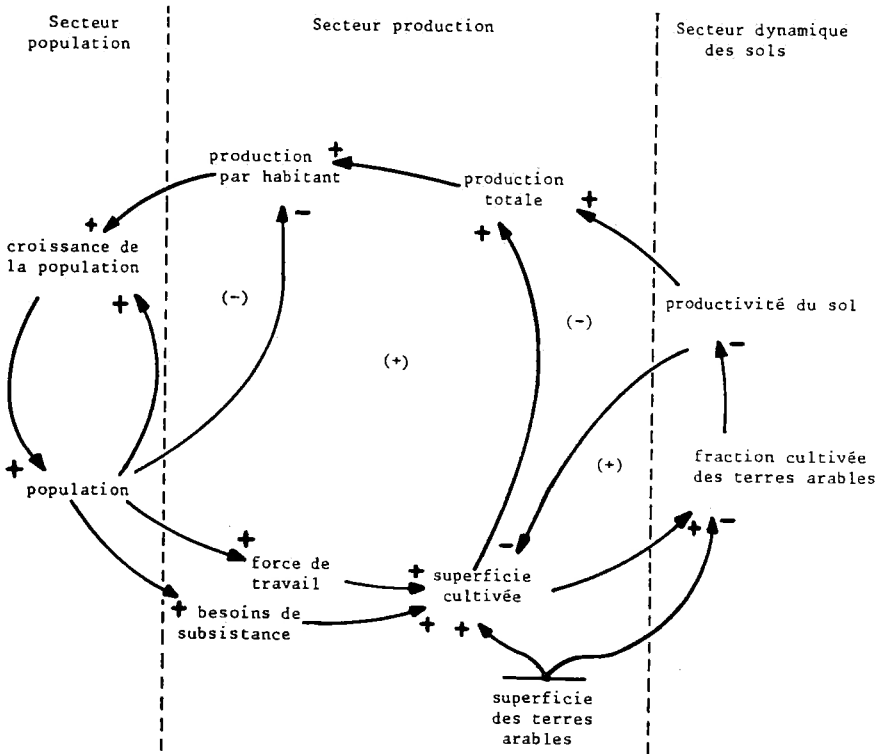 Secteur
population
Secteur production
Secteur dynamique
des sols
production
par habitant
+
production
totale
+
+
-
+
croissance de
la population
+
(-)
(-)
productivité du sol
-
(+)
(+)
fraction cultivée
des terres arables
+
population
+
force de
travail
+
besoins de
subsistance
-
+
superficie
cultivée
+
+
+
-
superficie
des terres
arables